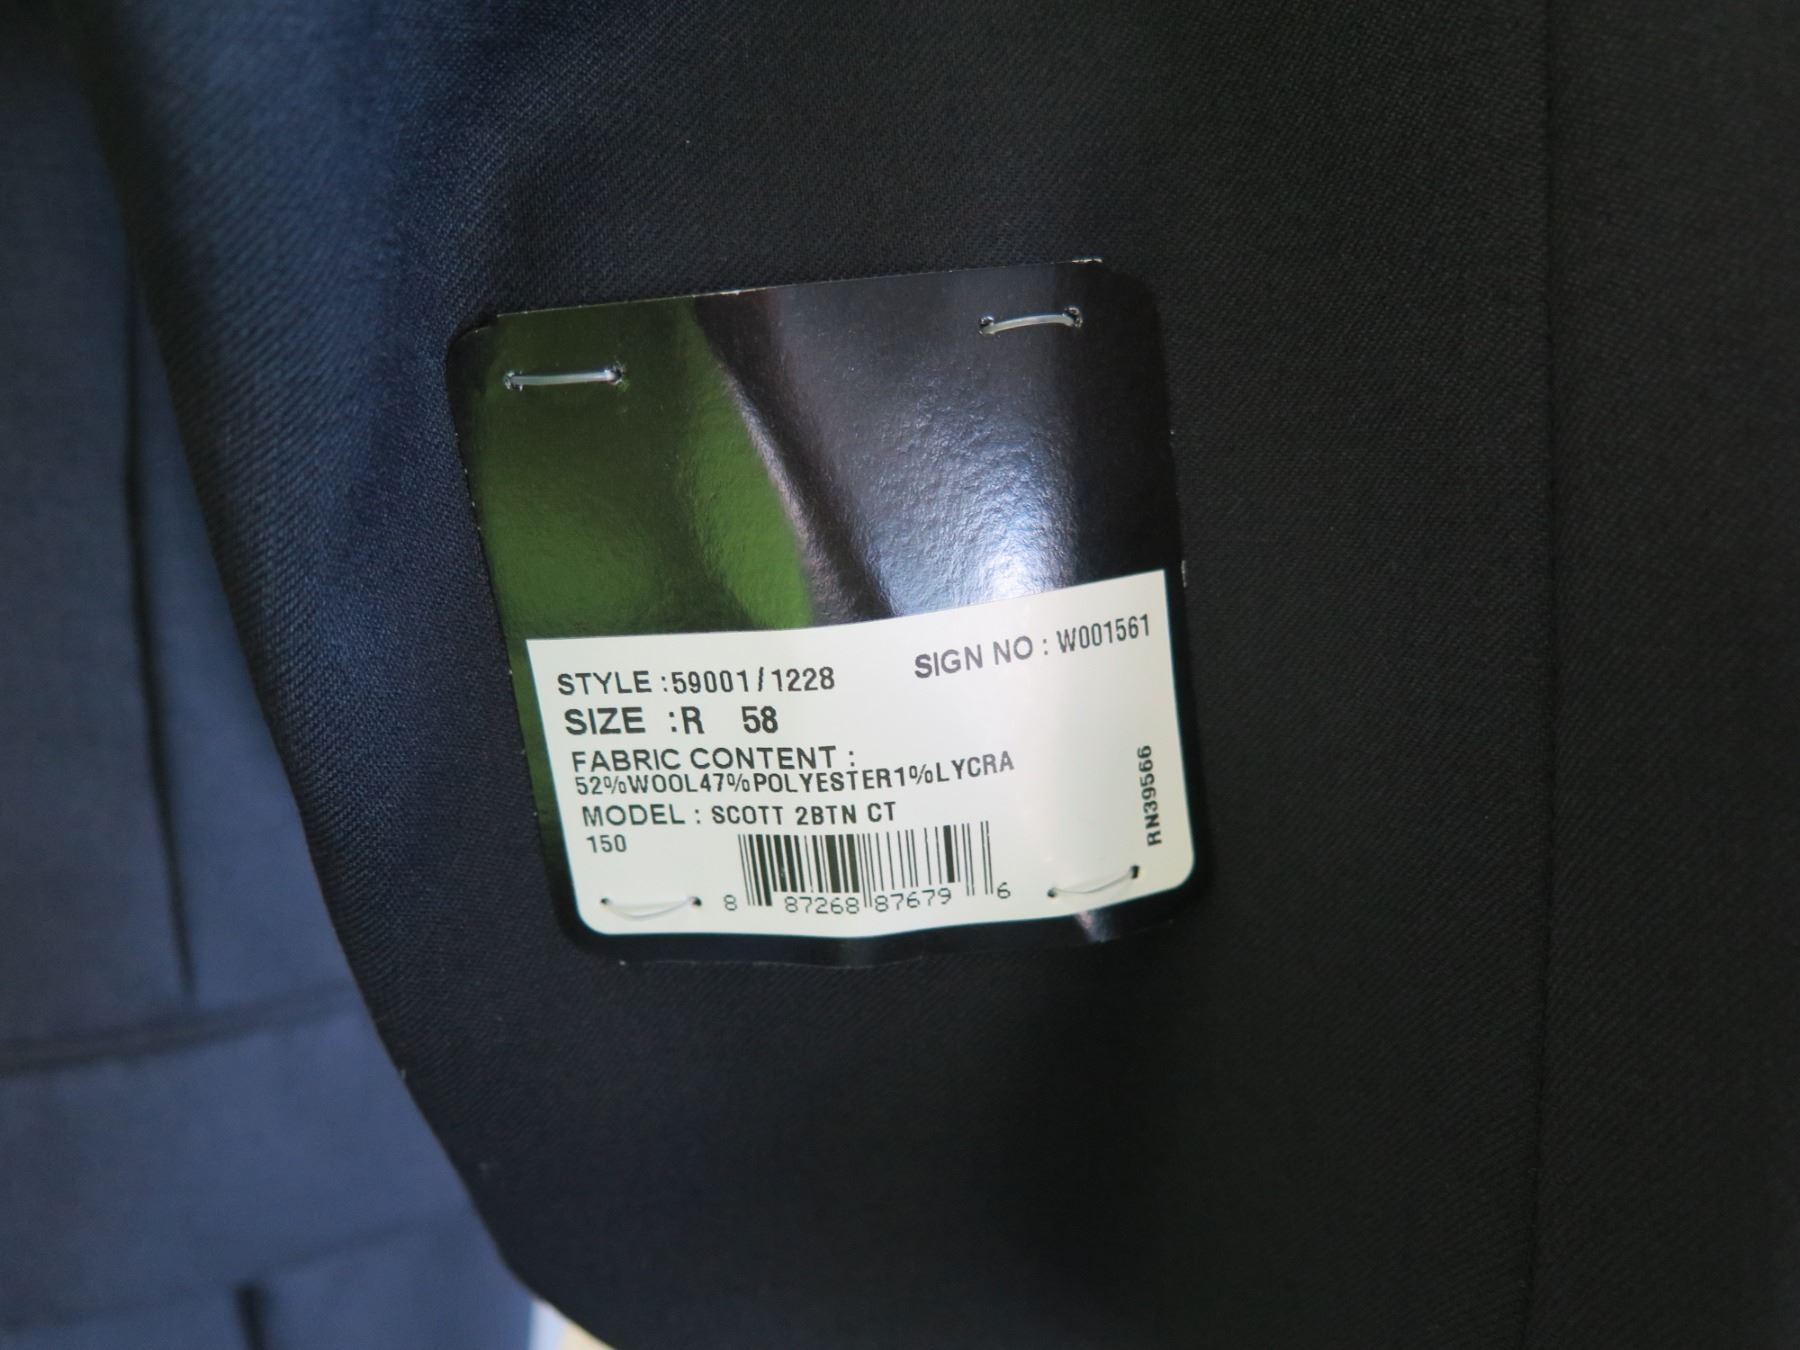 STYLE :59001/1228
SIGN NO : W001561
SIZE :R 58
FABRIC CONTENT :
52%WOOL47%POLYESTER1%LYCRA
MODEL : SCOTT 2BTN CT
150
8 87268 87679 6
RN39566